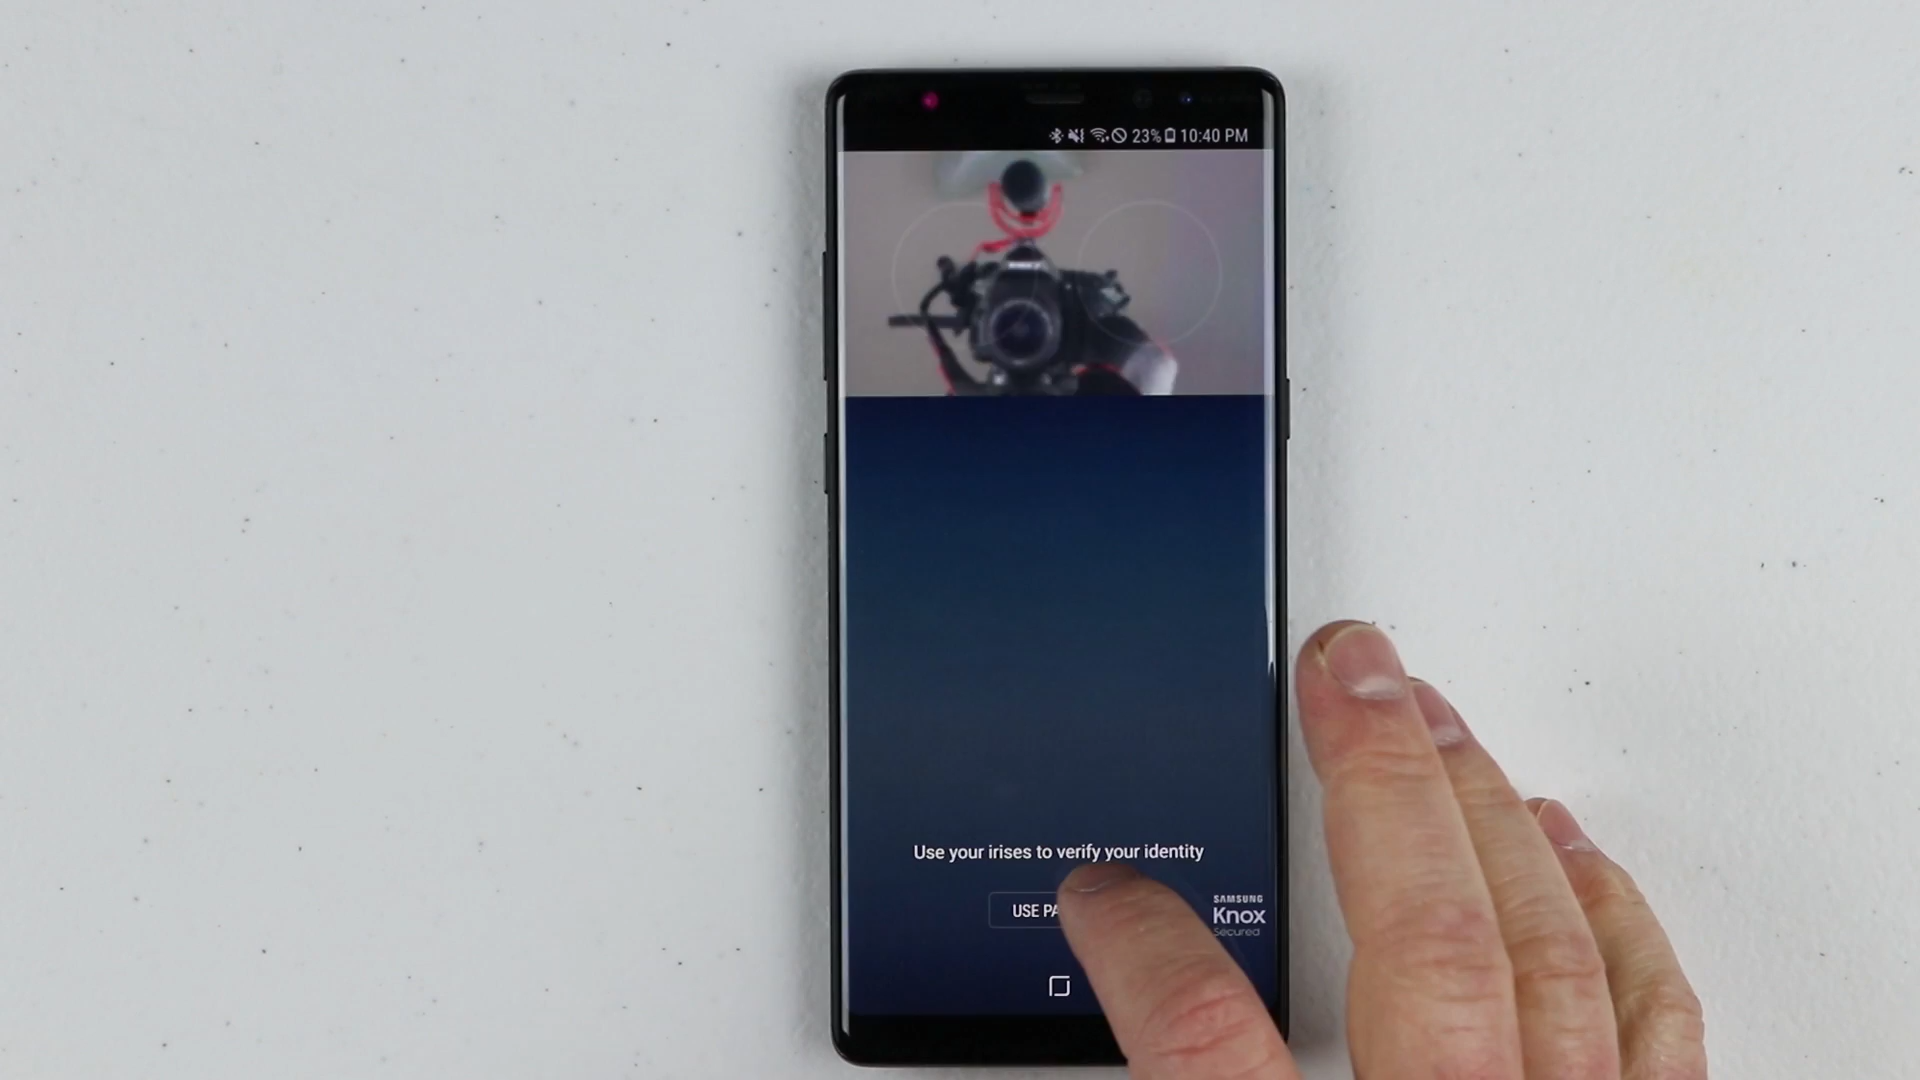 23% 10:40 PM
Use your irises to verify your identity
USE PA
SAMSUNG
Knox
Secured